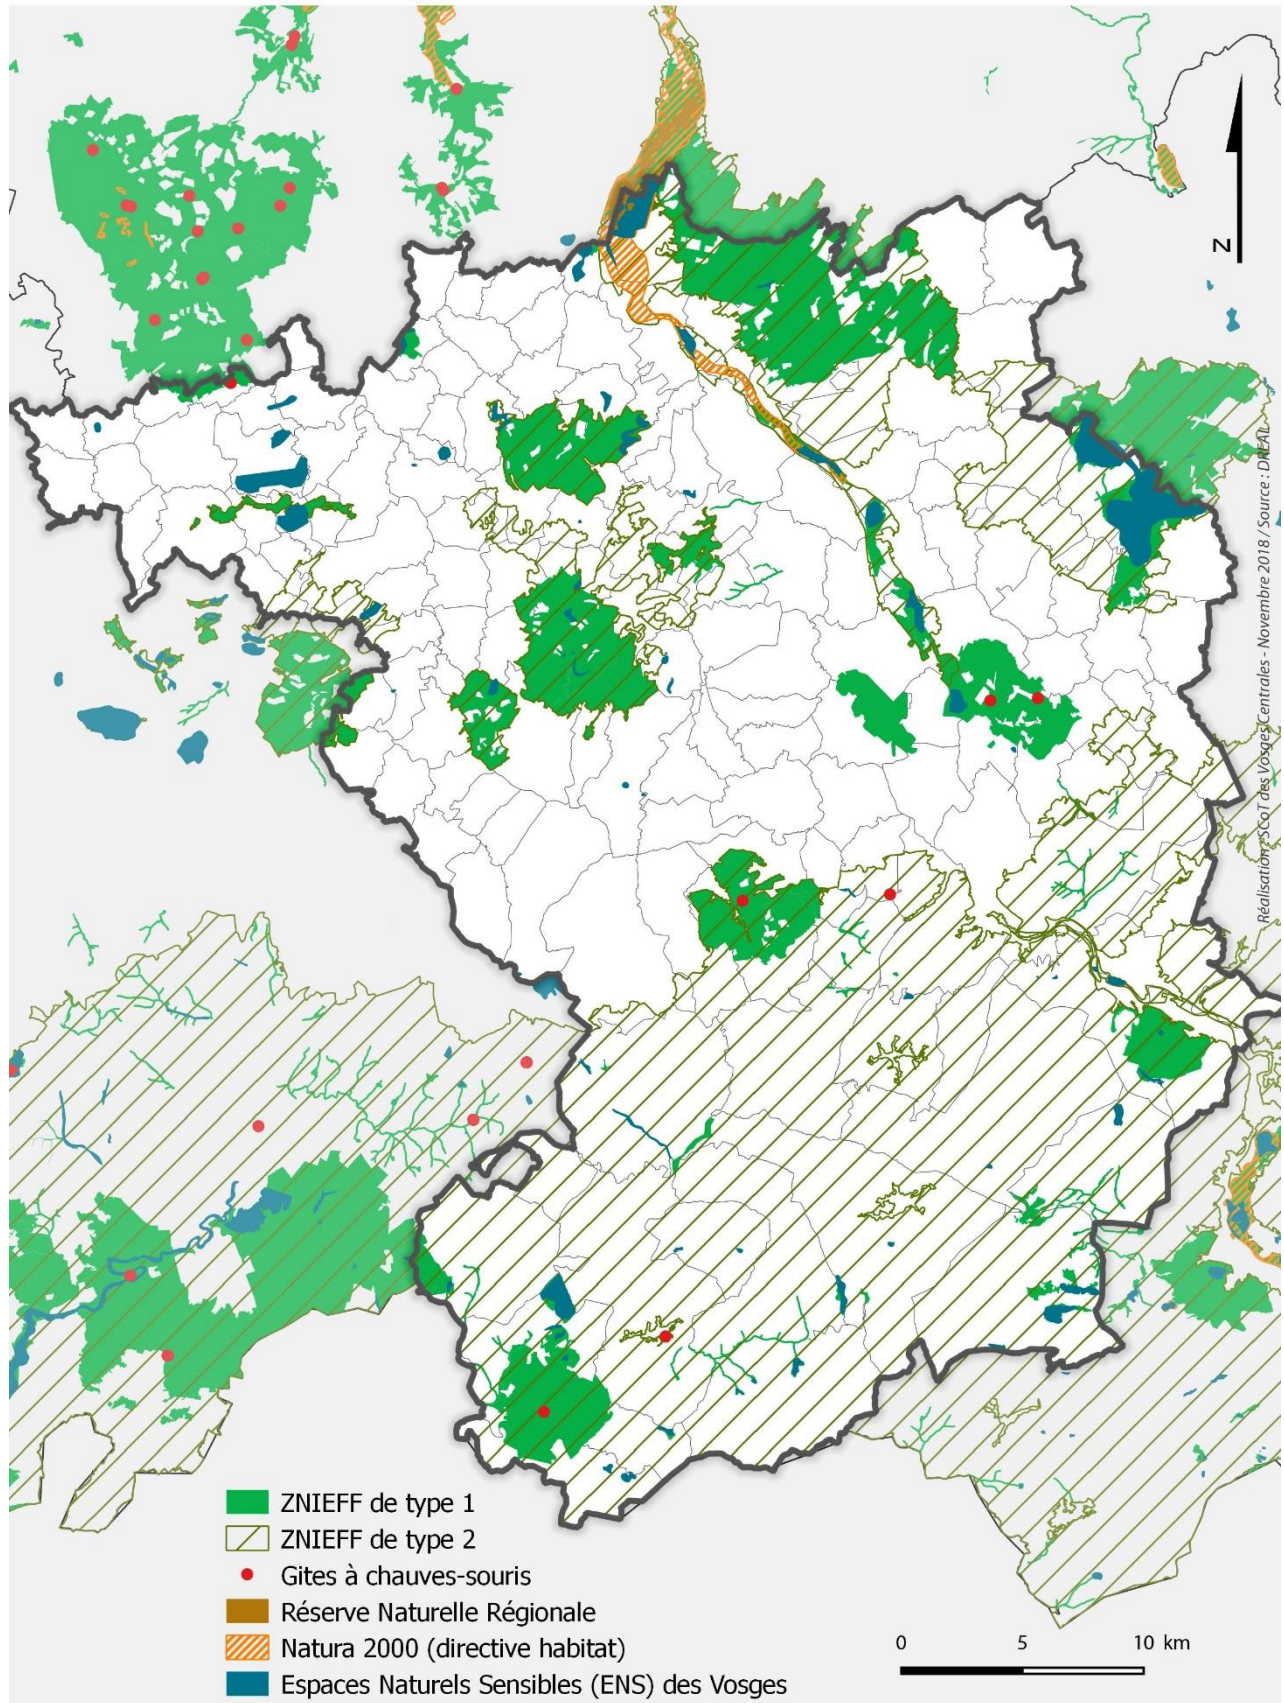 N
Réalisation : SCoT des Vosges Centrales - Novembre 2018 / Source : DREAL
ZNIEFF de type 1
ZNIEFF de type 2
Gites à chauves-souris
Réserve Naturelle Régionale
Natura 2000 (directive habitat)
Espaces Naturels Sensibles (ENS) des Vosges
0 5 10 km